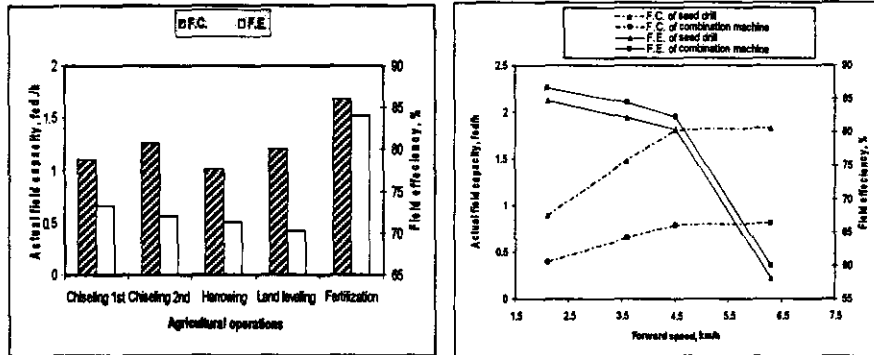 F.C. F.E.
Actual field capacity, fed./h
2
1.5
1
0.5
0
90
85
80
75
70
65
Field effeciency, %
Chiseling 1st Chiseling 2nd Harrowing Land leveling Fertilization
Agricultural operations
F.C. of seed drill
F.C. of combination machine
F.E. of seed drill
F.E. of combination machine
Actual field capacity, fed/h
2.5
2
1.5
1
0.5
0
90
85
80
75
70
65
60
55
Field effeciency, %
1.5 2.5 3.5 4.5 5.5 6.5 7.5
Forward speed, km/h